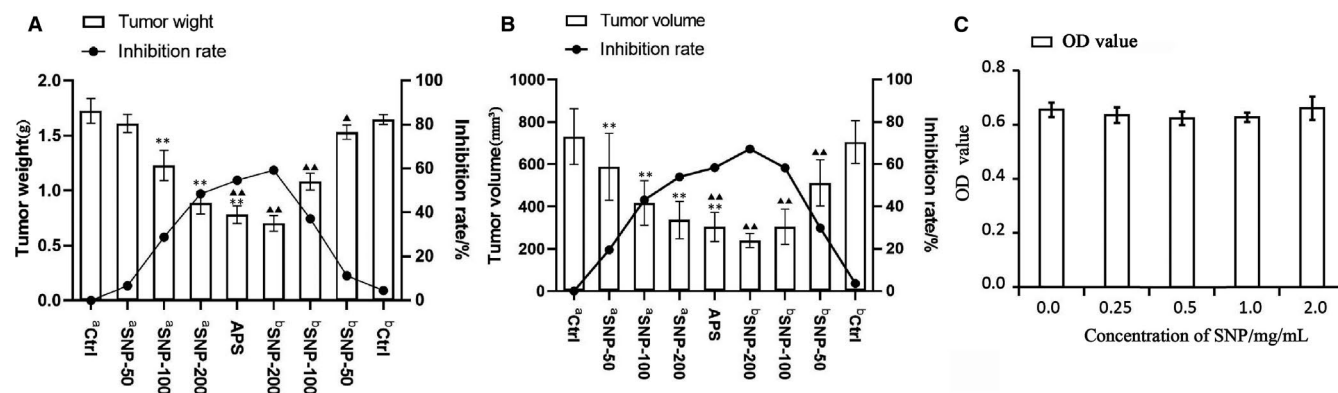 A
Tumor wight
Inhibition rate
Tumor weight(g)
2.0
1.5
1.0
0.5
0.0
100
80
60
40
20
0
Inhibition rate/%
** ** ▲▲ ** ▲▲ ▲▲ ▲
aCtrl
aSNP-50
aSNP-100
aSNP-200
APS
bSNP-200
bSNP-100
bSNP-50
bCtrl
B
Tumor volume
Inhibition rate
Tumor volume(mm³)
1000
800
600
400
200
0
100
80
60
40
20
0
Inhibition rate/%
** ** ** ▲▲ ** ▲▲ ▲▲ ▲▲
aCtrl
aSNP-50
aSNP-100
aSNP-200
APS
bSNP-200
bSNP-100
bSNP-50
bCtrl
C
OD value
OD value
0.8
0.6
0.4
0.2
0.0
0.0 0.25 0.5 1.0 2.0
Concentration of SNP/mg/mL